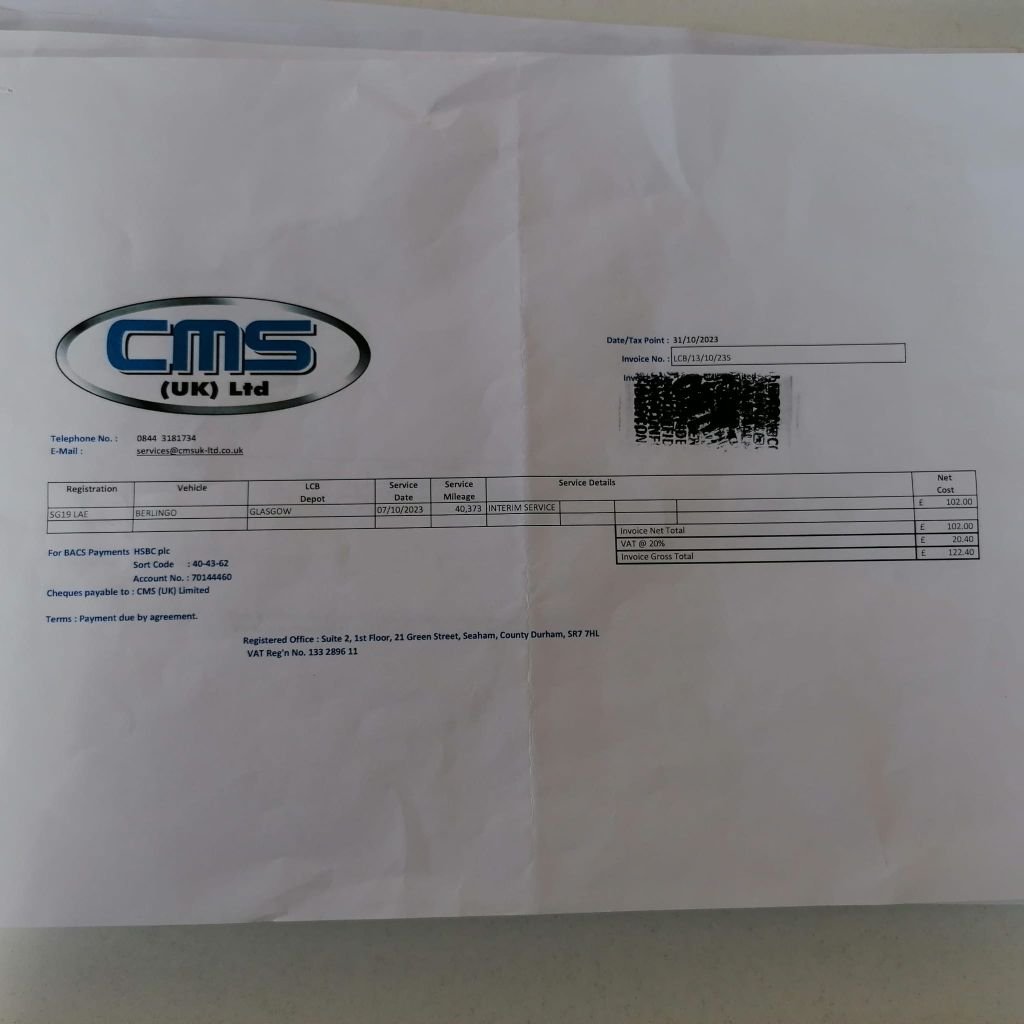 CMS
(UK) Ltd
Date/Tax Point : 31/10/2023
Invoice No. : LCB/13/10/235
Telephone No. : 0844 3181734
E-Mail : services@cmsuk-ltd.co.uk
Registration Vehicle LCB Depot Service Date Service Mileage Service Details Net Cost
SG19 LAE BERLINGO GLASGOW 07/10/2023 40,373 INTERIM SERVICE £ 102.00
Invoice Net Total £ 102.00
VAT @ 20% £ 20.40
Invoice Gross Total £ 122.40
For BACS Payments HSBC plc
Sort Code : 40-43-62
Account No. : 70144460
Cheques payable to : CMS (UK) Limited
Terms : Payment due by agreement.
Registered Office : Suite 2, 1st Floor, 21 Green Street, Seaham, County Durham, SR7 7HL
VAT Reg'n No. 133 2896 11